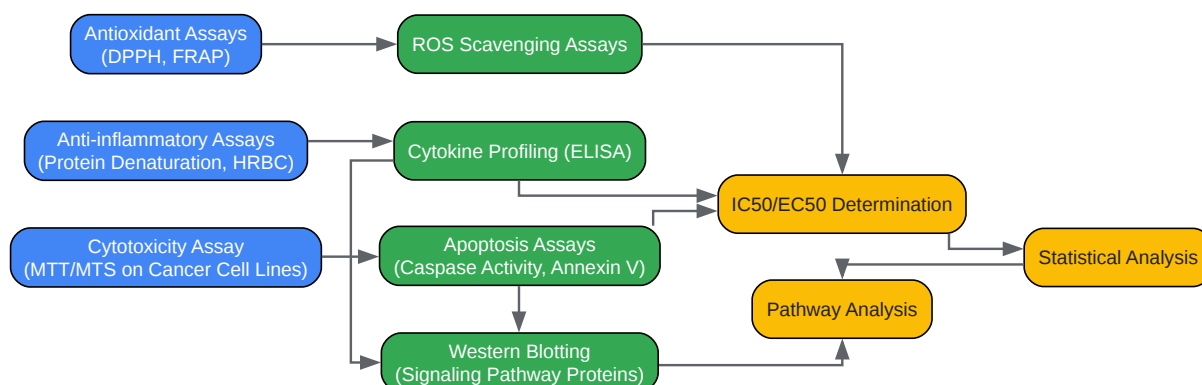 Antioxidant Assays
(DPPH, FRAP)
ROS Scavenging Assays
Anti-inflammatory Assays
(Protein Denaturation, HRBC)
Cytokine Profiling (ELISA)
IC50/EC50 Determination
Cytotoxicity Assay
(MTT/MTS on Cancer Cell Lines)
Apoptosis Assays
(Caspase Activity, Annexin V)
Statistical Analysis
Pathway Analysis
Western Blotting
(Signaling Pathway Proteins)